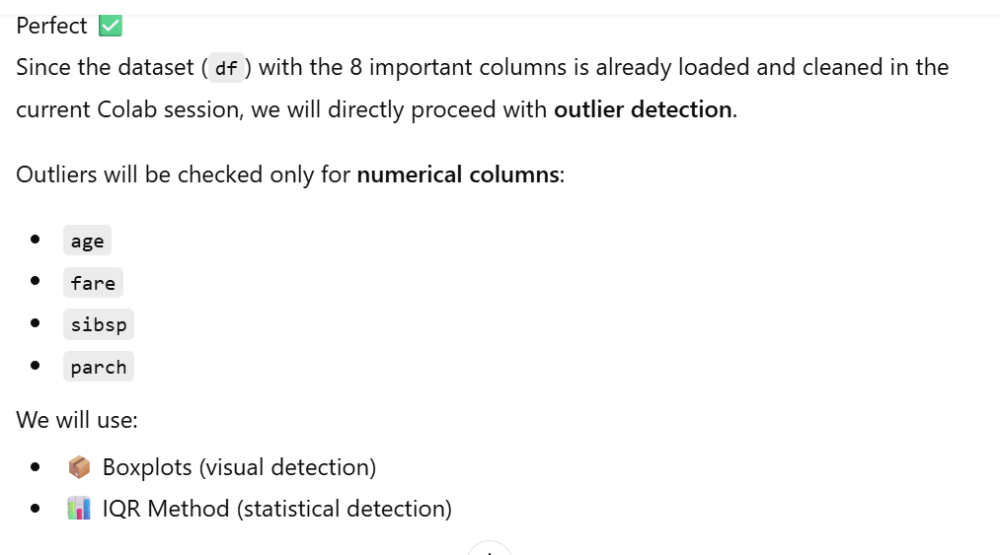 Perfect ✅
Since the dataset (df) with the 8 important columns is already loaded and cleaned in the
current Colab session, we will directly proceed with outlier detection.
Outliers will be checked only for numerical columns:
• age
• fare
• sibsp
• parch
We will use:
• 📦 Boxplots (visual detection)
• 📊 IQR Method (statistical detection)